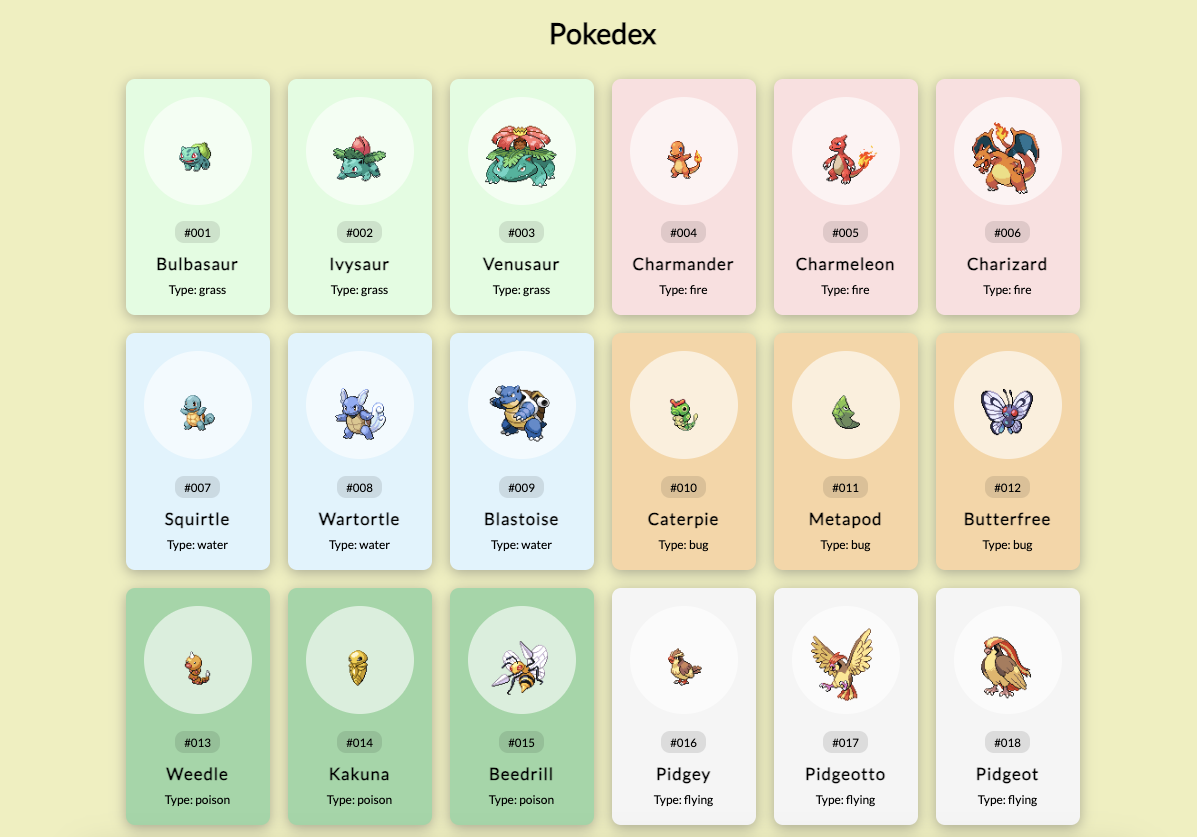 Pokedex
#001
Bulbasaur
Type: grass
#002
Ivysaur
Type: grass
#003
Venusaur
Type: grass
#004
Charmander
Type: fire
#005
Charmeleon
Type: fire
#006
Charizard
Type: fire
#007
Squirtle
Type: water
#008
Wartortle
Type: water
#009
Blastoise
Type: water
#010
Caterpie
Type: bug
#011
Metapod
Type: bug
#012
Butterfree
Type: bug
#013
Weedle
Type: poison
#014
Kakuna
Type: poison
#015
Beedrill
Type: poison
#016
Pidgey
Type: flying
#017
Pidgeotto
Type: flying
#018
Pidgeot
Type: flying